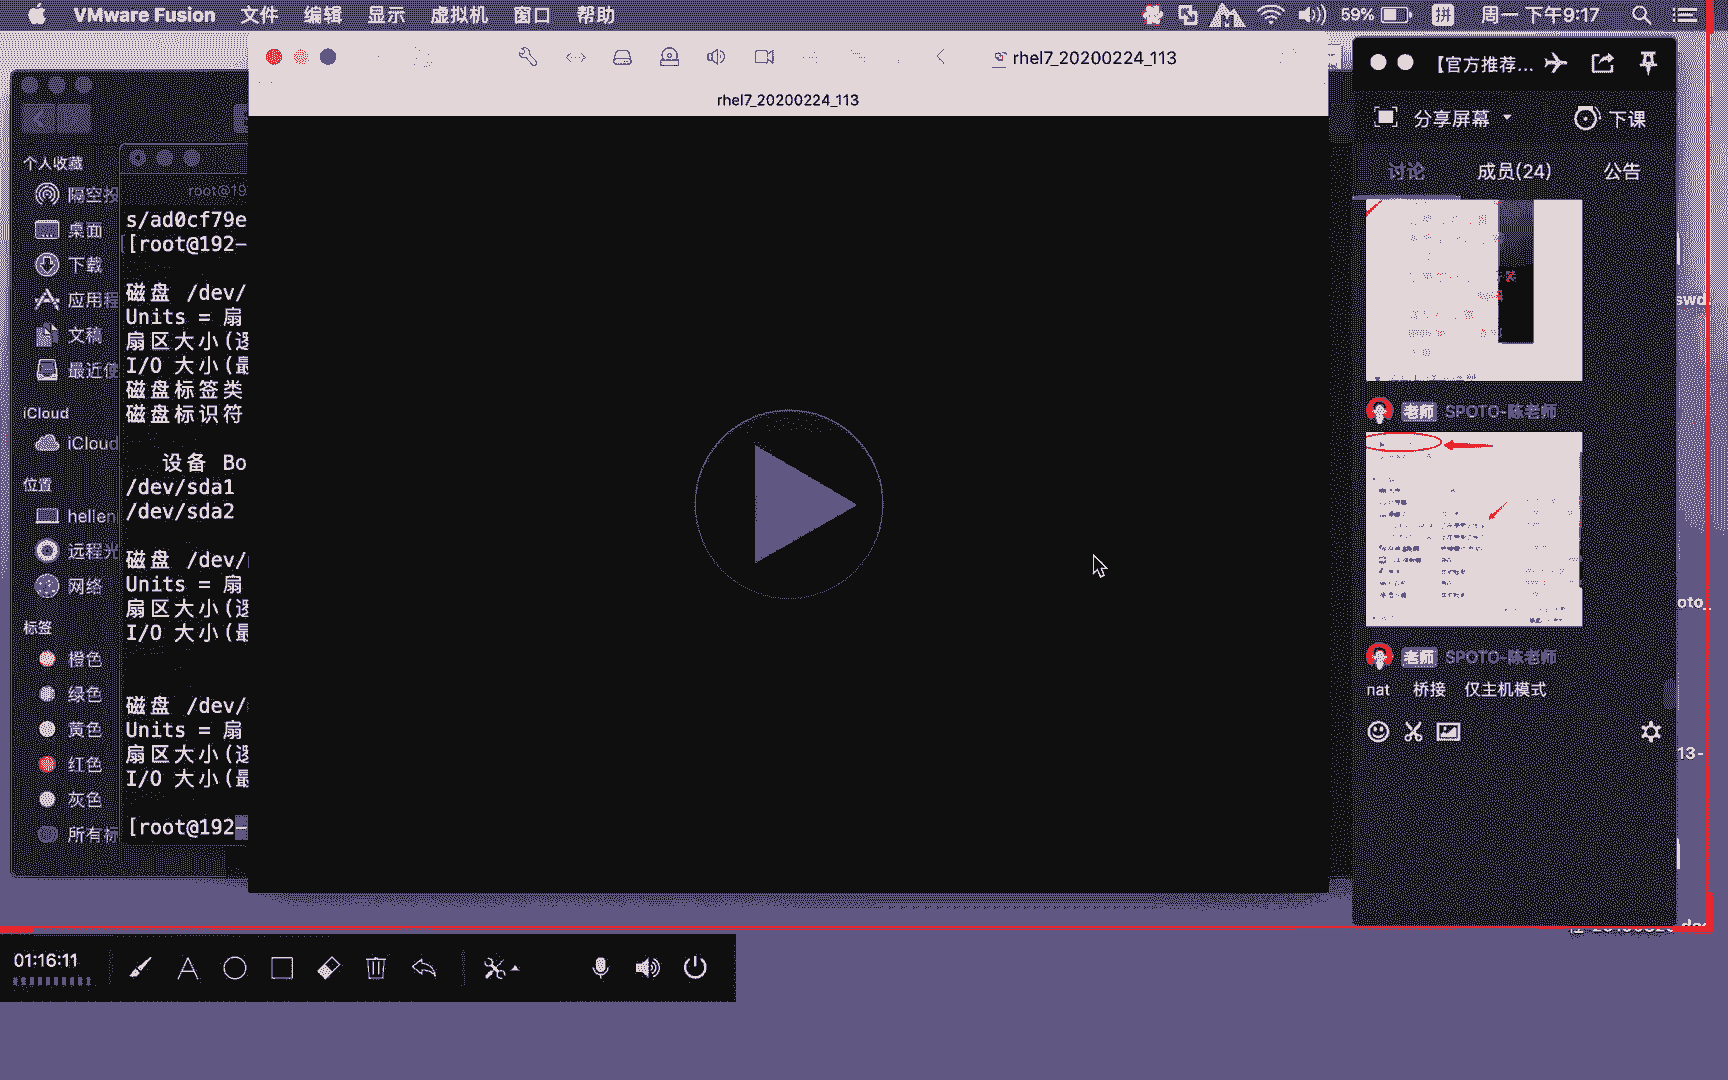 VMware Fusion 文件 编辑 显示 虚拟机 窗口 帮助
59% 拼 周一 下午9:17
rhel7_20200224_113
rhel7_20200224_113
个人收藏
隔空投
桌面
下载
应用程
文稿
最近使
iCloud
iCloud
位置
hellen
远程光
网络
标签
橙色
绿色
黄色
红色
灰色
所有标
root@19
s/ad0cf79e
[root@192-
磁盘 /dev/
Units = 扇
扇区大小(逻
I/O 大小(最
磁盘标签类
磁盘标识符
设备 Bo
/dev/sda1
/dev/sda2
磁盘 /dev/
Units = 扇
扇区大小(逻
I/O 大小(最
磁盘 /dev/
Units = 扇
扇区大小(逻
I/O 大小(最
[root@192-
【官方推荐...
分享屏幕 下课
讨论 成员(24) 公告
老师 SPOTO-陈老师
老师 SPOTO-陈老师
nat 桥接 仅主机模式
swd
oto_
13-
01:16:11